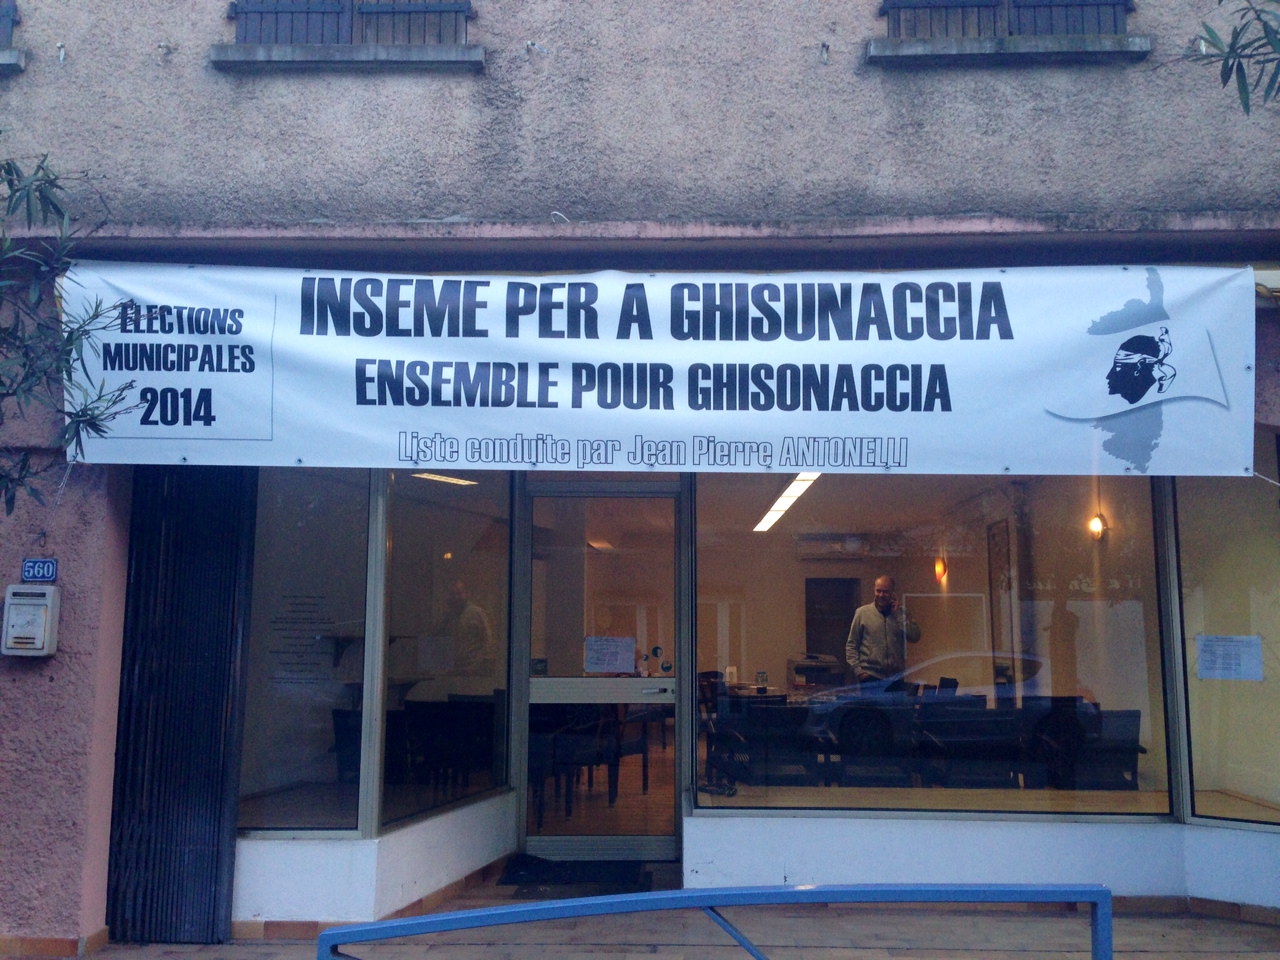 ÉLECTIONS
MUNICIPALES
2014
INSEME PER A GHISUNACCIA
ENSEMBLE POUR GHISONACCIA
Liste conduite par Jean Pierre ANTONELLI
560